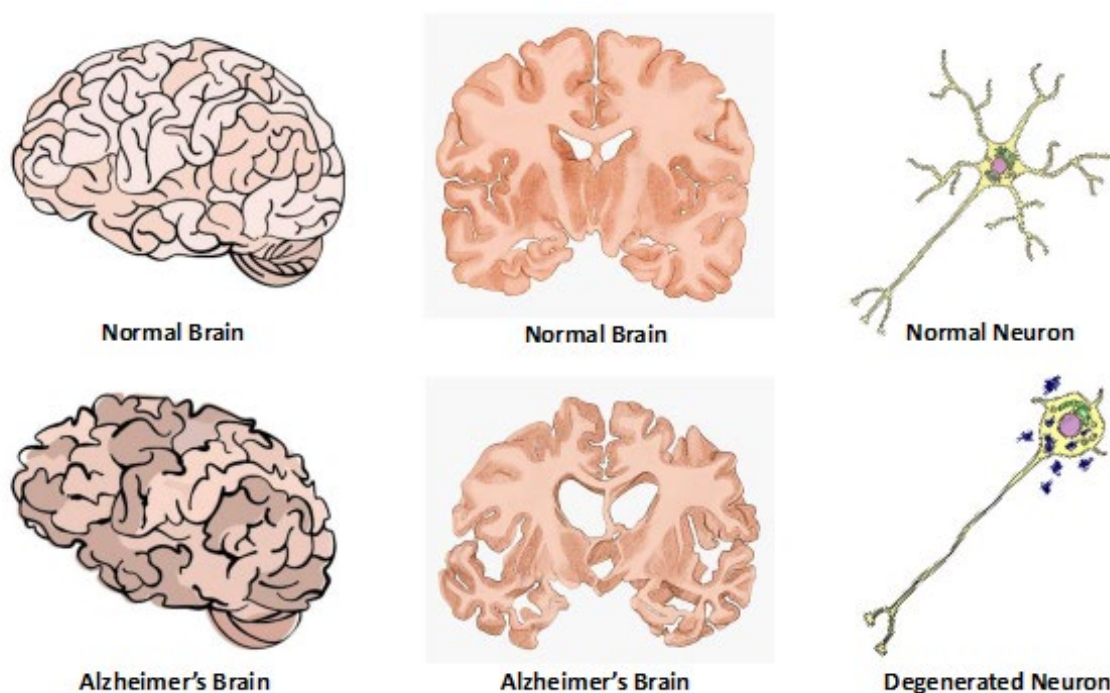 Normal Brain
Normal Brain
Normal Neuron
Alzheimer's Brain
Alzheimer's Brain
Degenerated Neuron